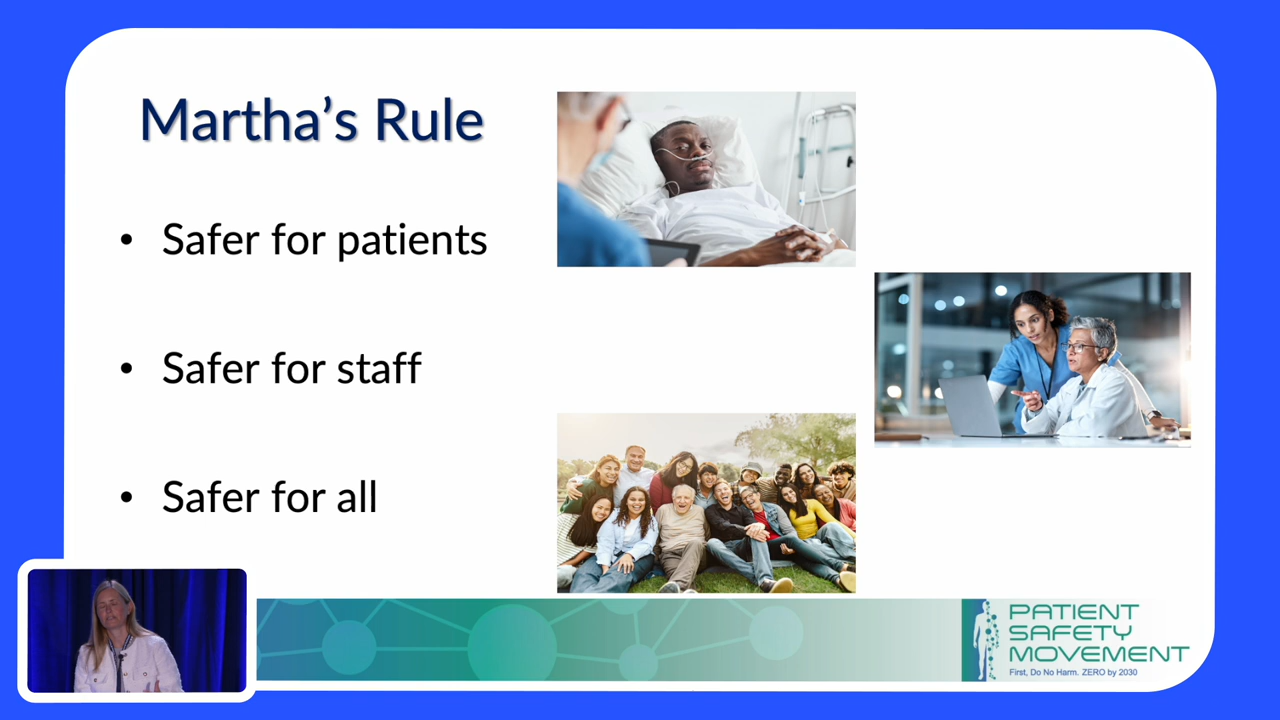 Martha’s Rule
• Safer for patients
• Safer for staff
• Safer for all
PATIENT
SAFETY
MOVEMENT
First, Do No Harm. ZERO by 2030